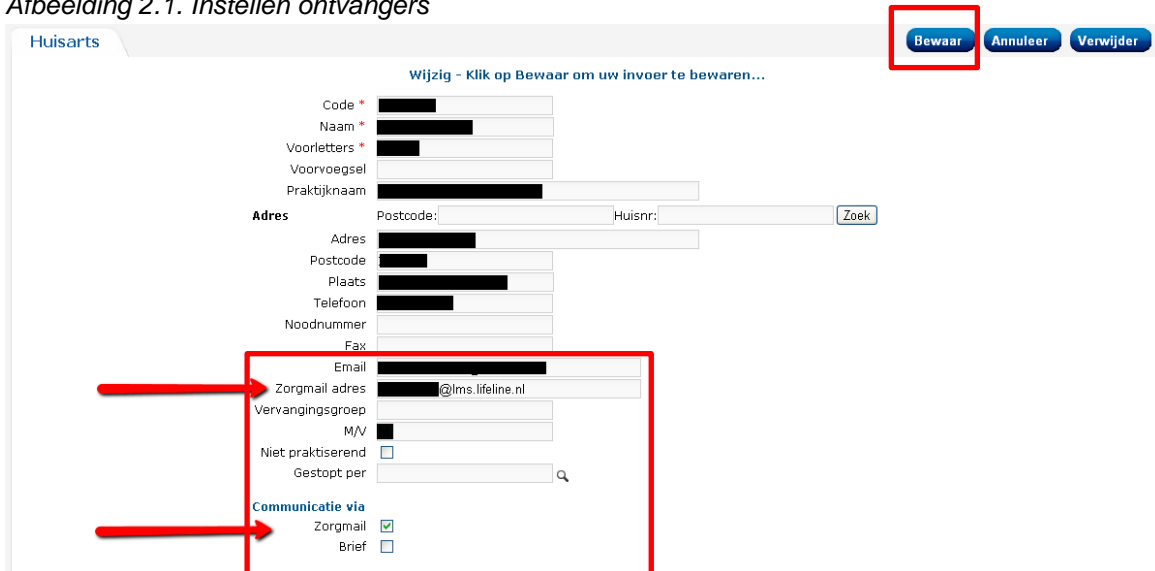 Afbeelding 2.1. Instellen ontvangers
Huisarts
Bewaar Annuleer Verwijder
Wijzig - Klik op Bewaar om uw invoer te bewaren...
Code *
Naam *
Voorletters *
Voorvoegsel
Praktijknaam
Adres Postcode: Huisnr: Zoek
Adres
Postcode
Plaats
Telefoon
Noodnummer
Fax
Email
Zorgmail adres @lms.lifeline.nl
Vervangingsgroep
M/V
Niet praktiserend
Gestopt per
Communicatie via
Zorgmail
Brief